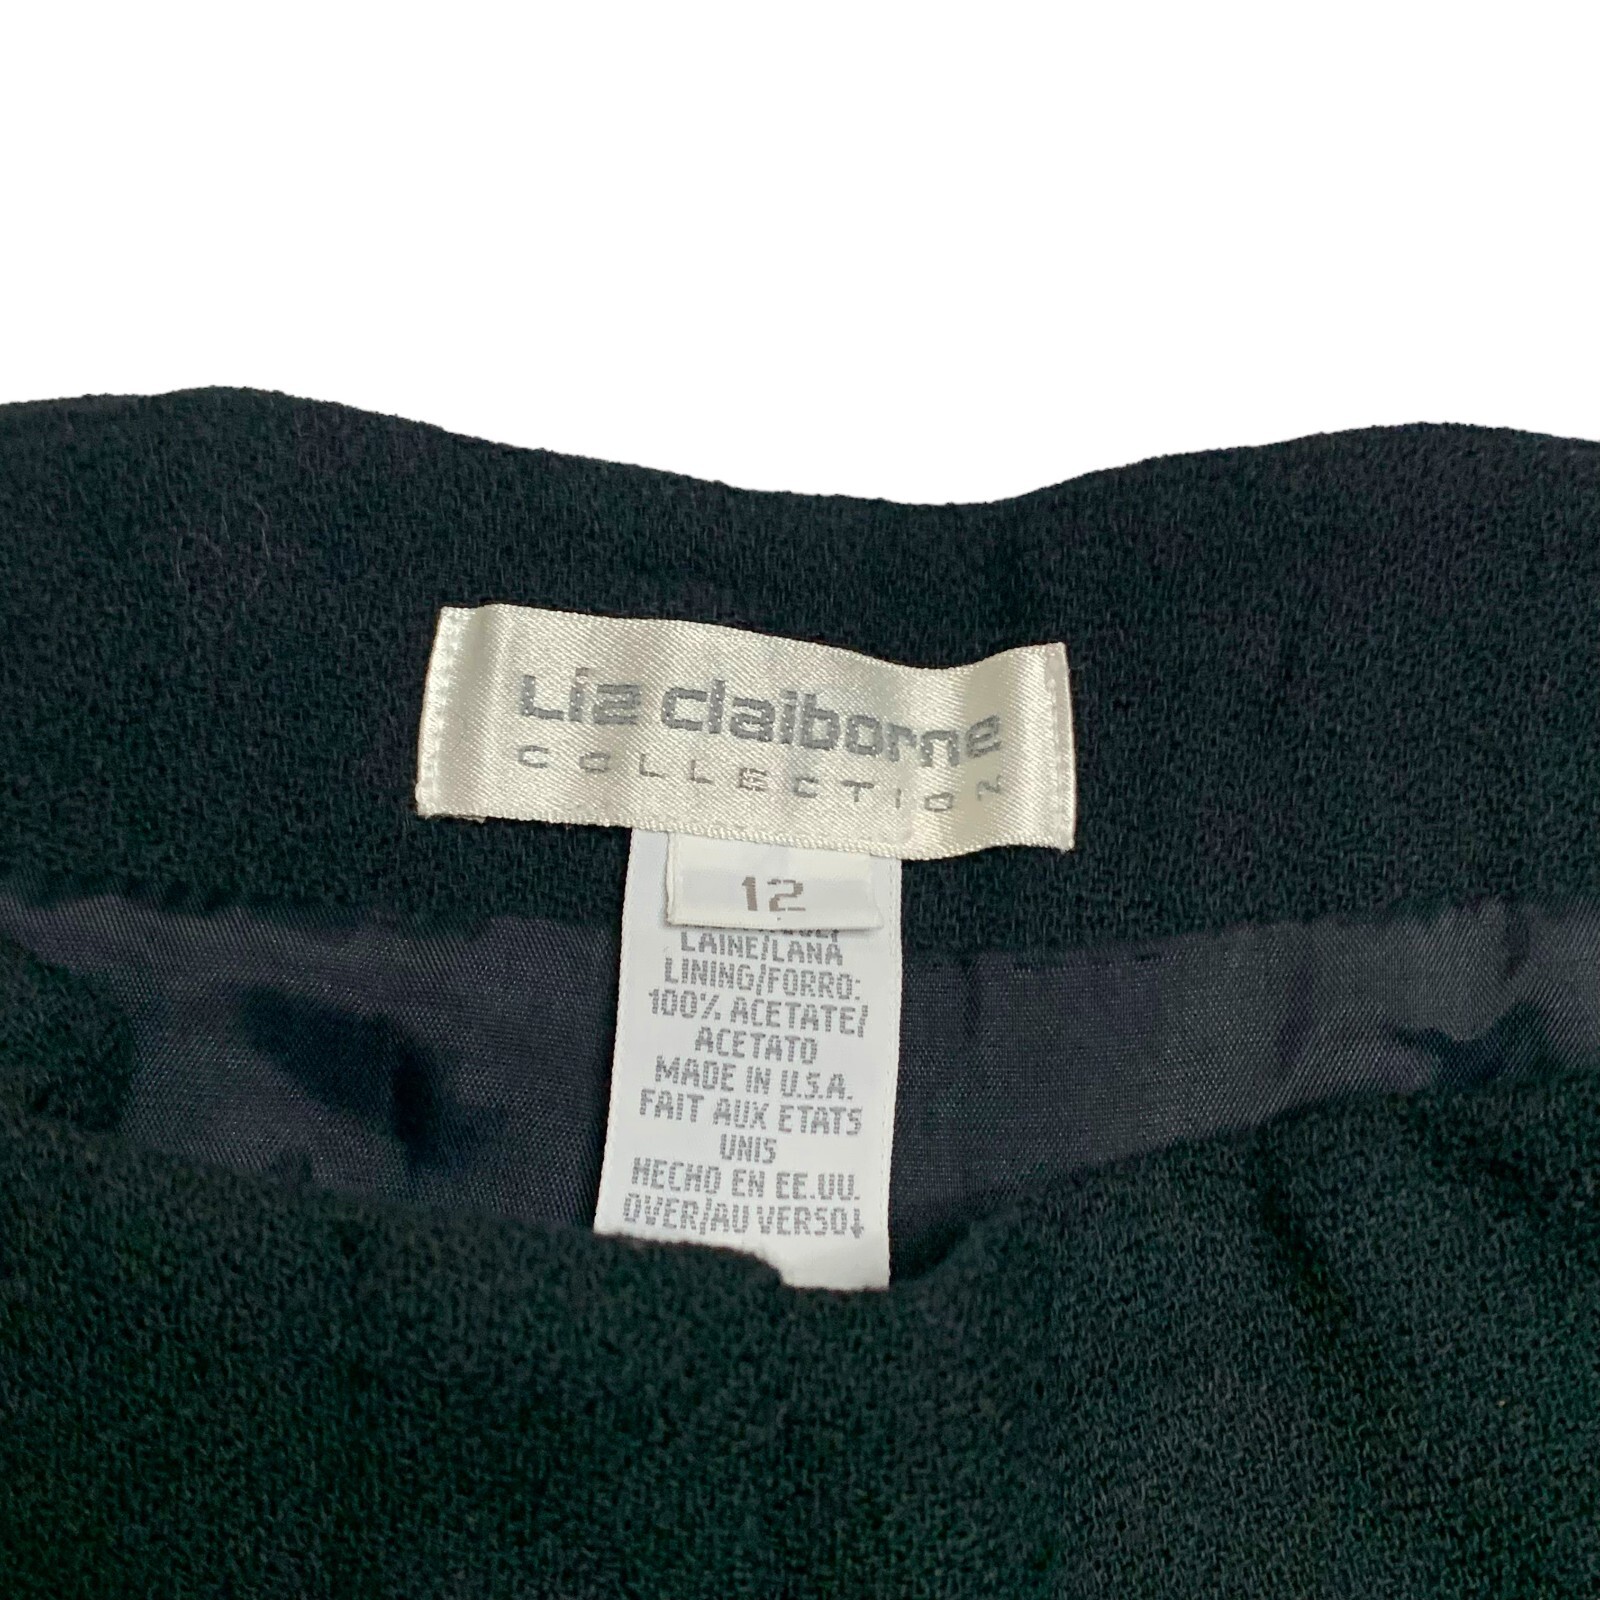 Liz claiborne
COLLECTION
12
LAINE/LANA
LINING/FORRO:
100% ACETATE/
ACETATO
MADE IN U.S.A.
FAIT AUX ETATS
UNIS
HECHO EN EE.UU.
OVER/AU VERSO↓